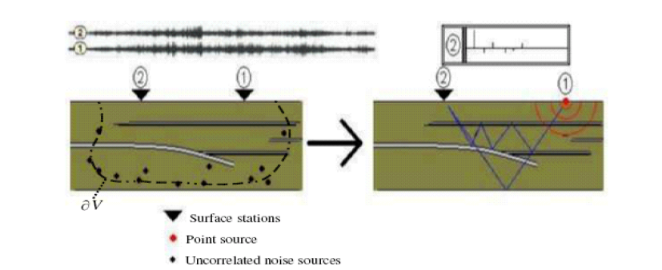 ②
①
②
② ①
② ①
∂V
Surface stations
Point source
Uncorrelated noise sources